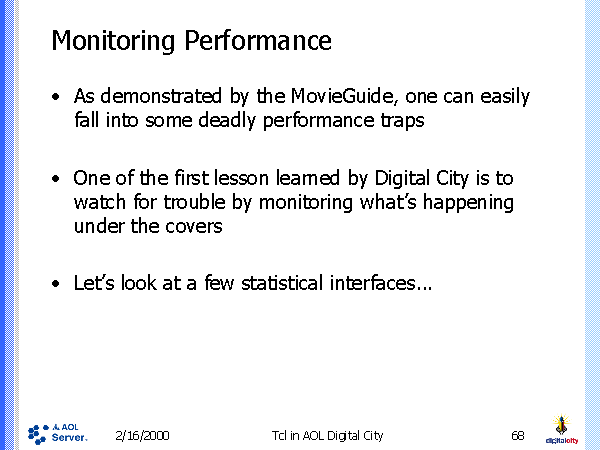 Monitoring Performance
• As demonstrated by the MovieGuide, one can easily
fall into some deadly performance traps
• One of the first lesson learned by Digital City is to
watch for trouble by monitoring what's happening
under the covers
• Let's look at a few statistical interfaces...
AOL
Server.
2/16/2000
Tcl in AOL Digital City
68
digitalcity